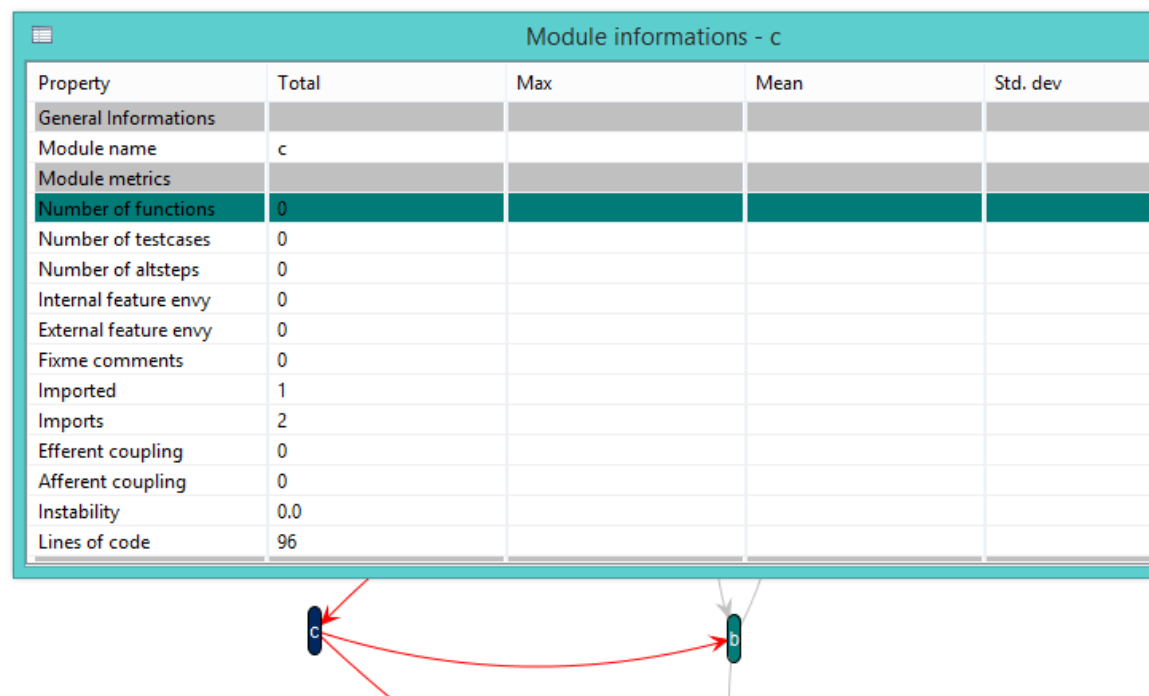 Module informations - c
Property Total Max Mean Std. dev
General Informations
Module name c
Module metrics
Number of functions 0
Number of testcases 0
Number of altsteps 0
Internal feature envy 0
External feature envy 0
Fixme comments 0
Imported 1
Imports 2
Efferent coupling 0
Afferent coupling 0
Instability 0.0
Lines of code 96
c b